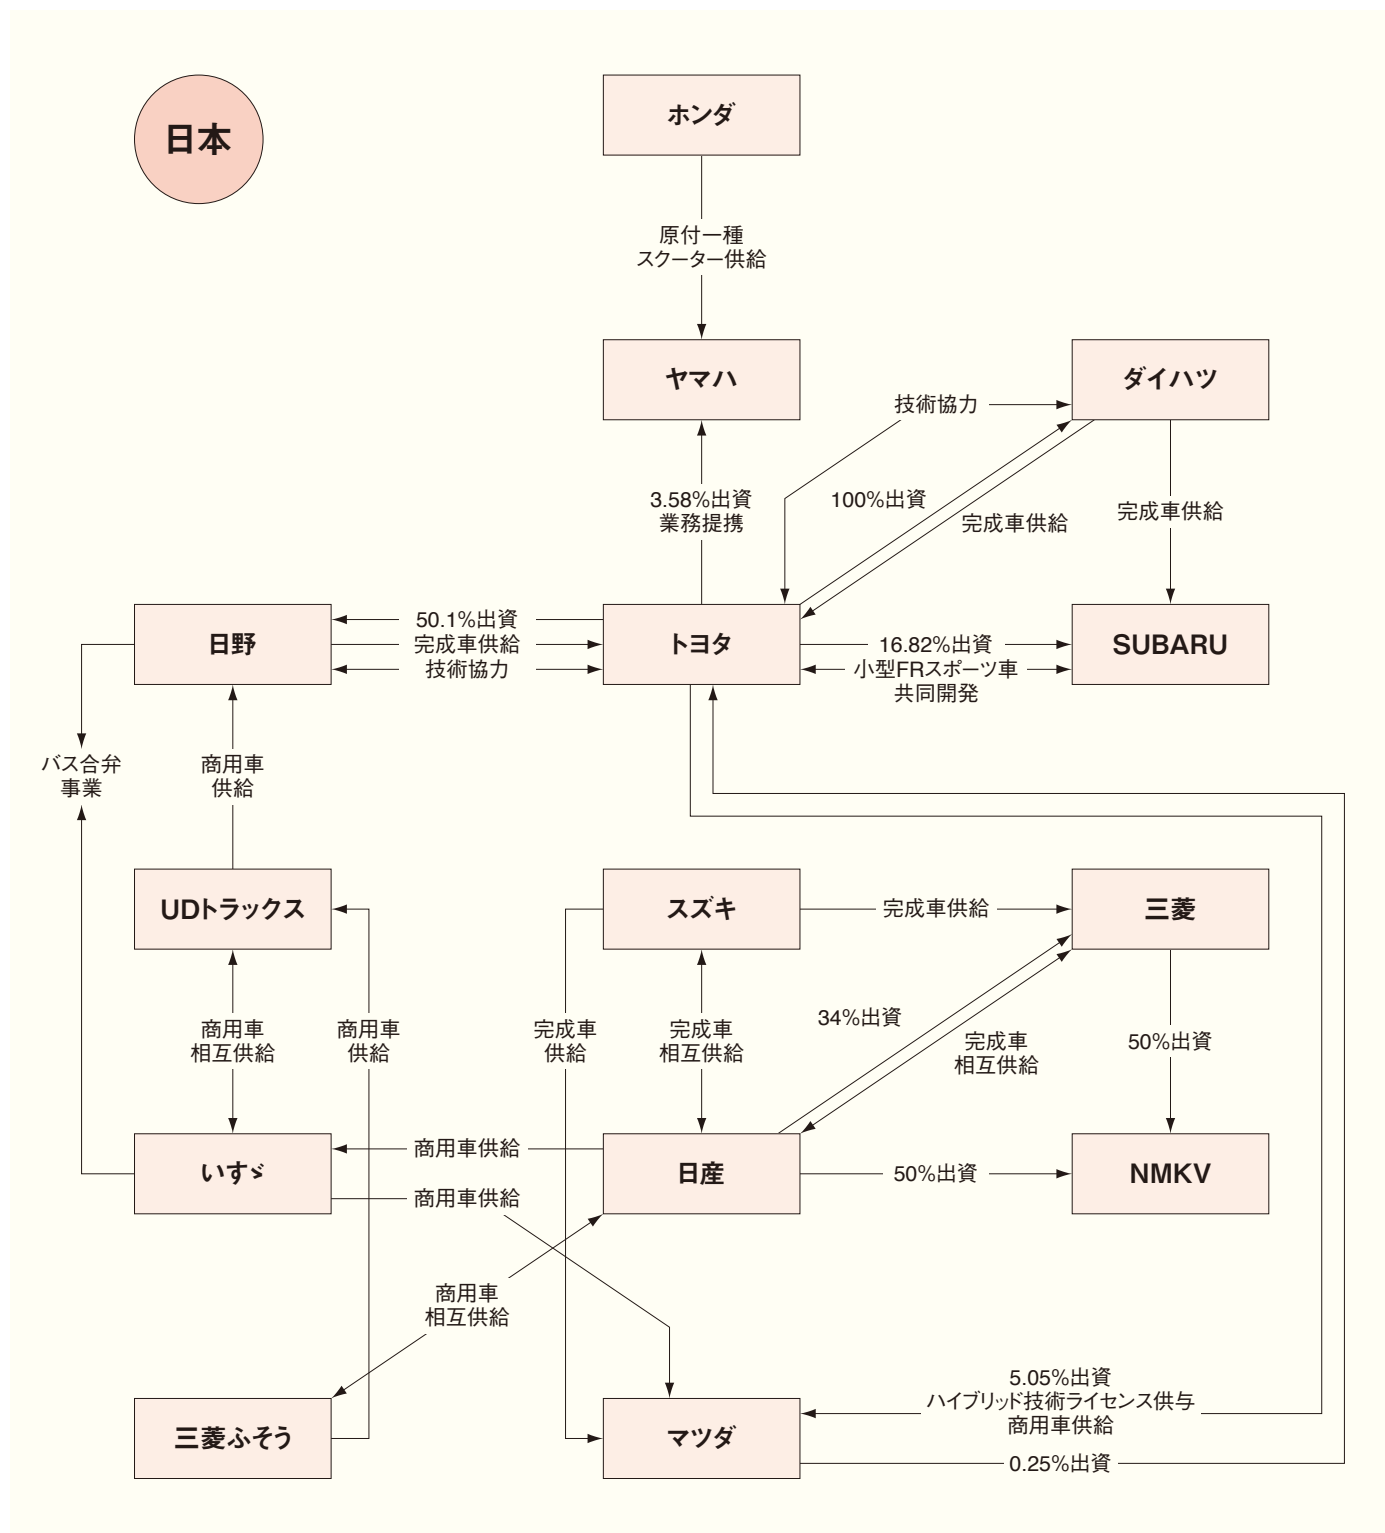 日本
ホンダ
原付一種
スクーター供給
ヤマハ
ダイハツ
技術協力
3.58%出資
業務提携
100%出資
完成車供給
完成車供給
日野
50.1%出資
完成車供給
技術協力
トヨタ
16.82%出資
小型FRスポーツ車
共同開発
SUBARU
バス合弁
事業
商用車
供給
UDトラックス
スズキ
完成車供給
三菱
商用車
相互供給
商用車
供給
完成車
供給
完成車
相互供給
34%出資
完成車
相互供給
50%出資
いすゞ
商用車供給
商用車供給
日産
50%出資
NMKV
商用車
相互供給
三菱ふそう
マツダ
5.05%出資
ハイブリッド技術ライセンス供与
商用車供給
0.25%出資